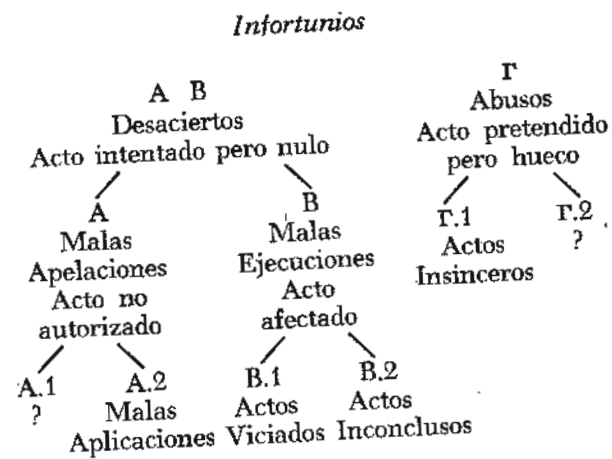 Infortunios
A B
Desaciertos
Acto intentado pero nulo
Γ
Abusos
Acto pretendido
pero hueco
A
Malas
Apelaciones
Acto no
autorizado
B
Malas
Ejecuciones
Acto
afectado
Γ.1
Actos
Insinceros
Γ.2
?
A.1
?
A.2
Malas
Aplicaciones
B.1
Actos
Viciados
B.2
Actos
Inconclusos